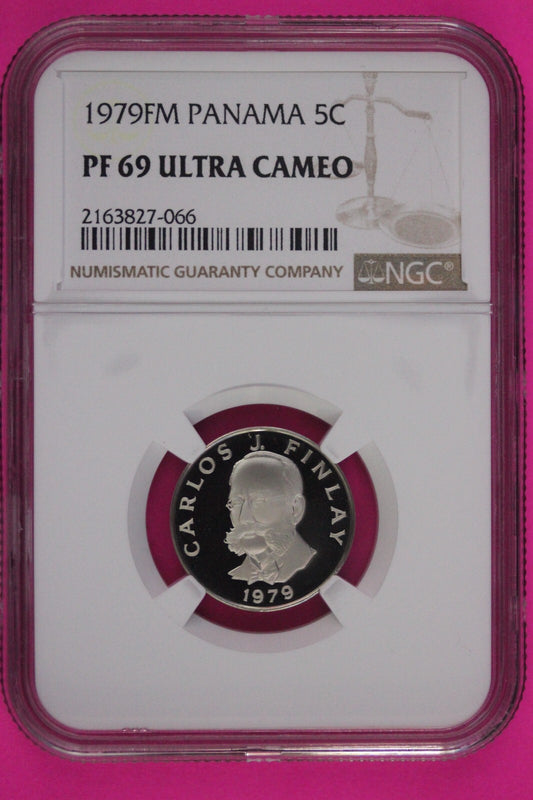 1979FM PANAMA 5C
PF 69 ULTRA CAMEO
2163827-066
NUMISMATIC GUARANTY COMPANY
NGC®
CARLOS J. FINLAY
1979